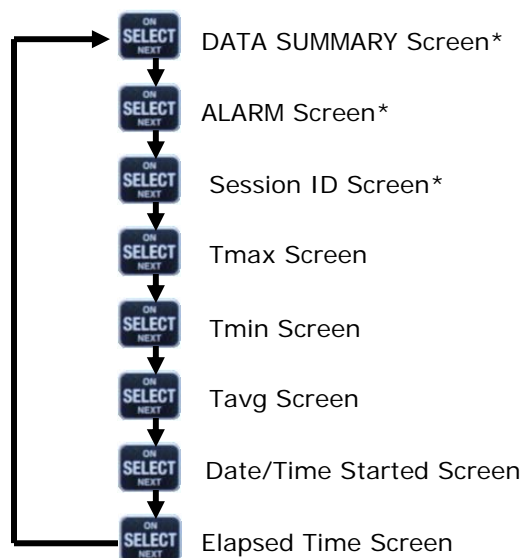 ON
SELECT
NEXT
DATA SUMMARY Screen*
ON
SELECT
NEXT
ALARM Screen*
ON
SELECT
NEXT
Session ID Screen*
ON
SELECT
NEXT
Tmax Screen
ON
SELECT
NEXT
Tmin Screen
ON
SELECT
NEXT
Tavg Screen
ON
SELECT
NEXT
Date/Time Started Screen
ON
SELECT
NEXT
Elapsed Time Screen